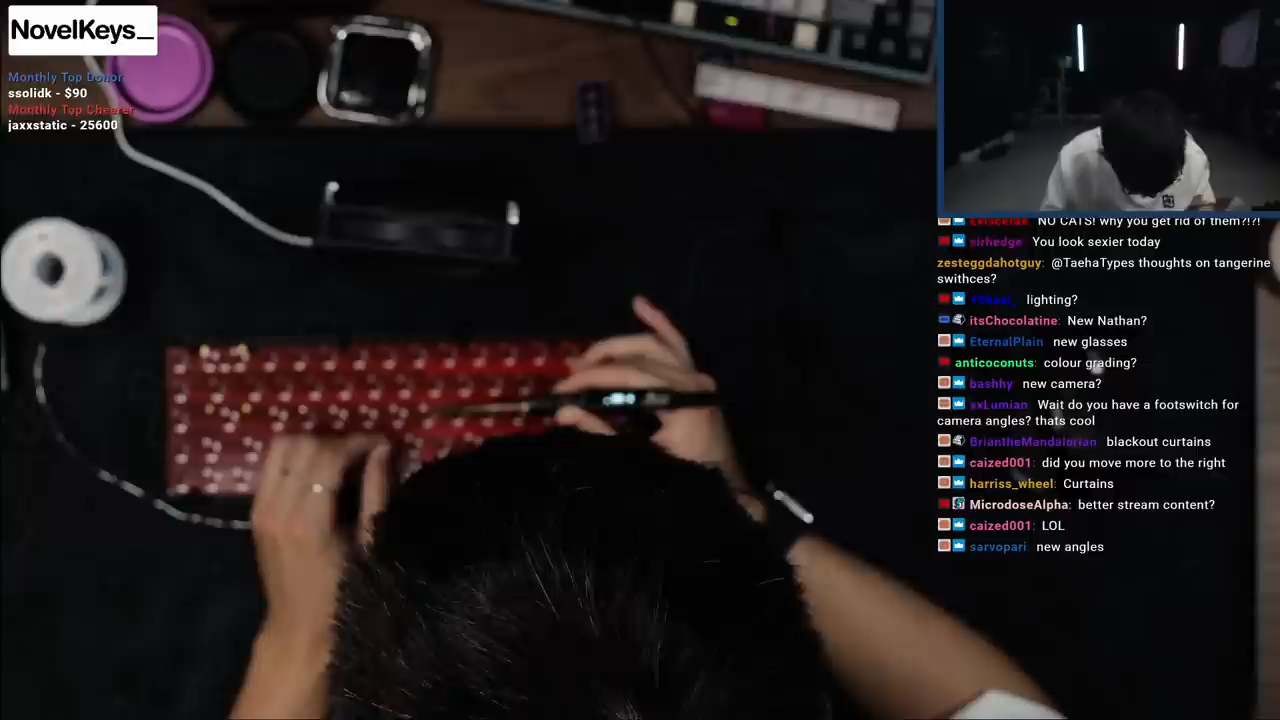 NovelKeys_
Monthly Top Donor
ssolidk - $90
Monthly Top Cheerer
jaxxstatic - 25600
NO CATS! why you get rid of them?!?!
sirhedge You look sexier today
zesteggdahotguy: @TaehaTypes thoughts on tangerine
swithces?
lighting?
itsChocolatine: New Nathan?
EternalPlain new glasses
anticoconuts: colour grading?
bashhy new camera?
xxLumian Wait do you have a footswitch for
camera angles? thats cool
BriantheMandalorian blackout curtains
caized001: did you move more to the right
harriss_wheel: Curtains
MicrodoseAlpha: better stream content?
caized001: LOL
sarvopari new angles